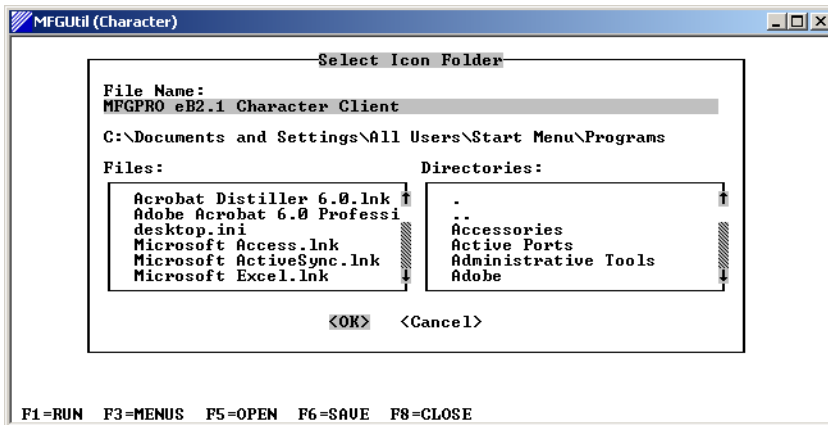 MFGUtil (Character)
Select Icon Folder
File Name:
MFGPRO eB2.1 Character Client
C:\Documents and Settings\All Users\Start Menu\Programs
Files:
Directories:
Acrobat Distiller 6.0.lnk
Adobe Acrobat 6.0 Professi
desktop.ini
Microsoft Access.lnk
Microsoft ActiveSync.lnk
Microsoft Excel.lnk
.
..
Accessories
Active Ports
Administrative Tools
Adobe
<OK> <Cancel>
F1=RUN F3=MENUS F5=OPEN F6=SAVE F8=CLOSE